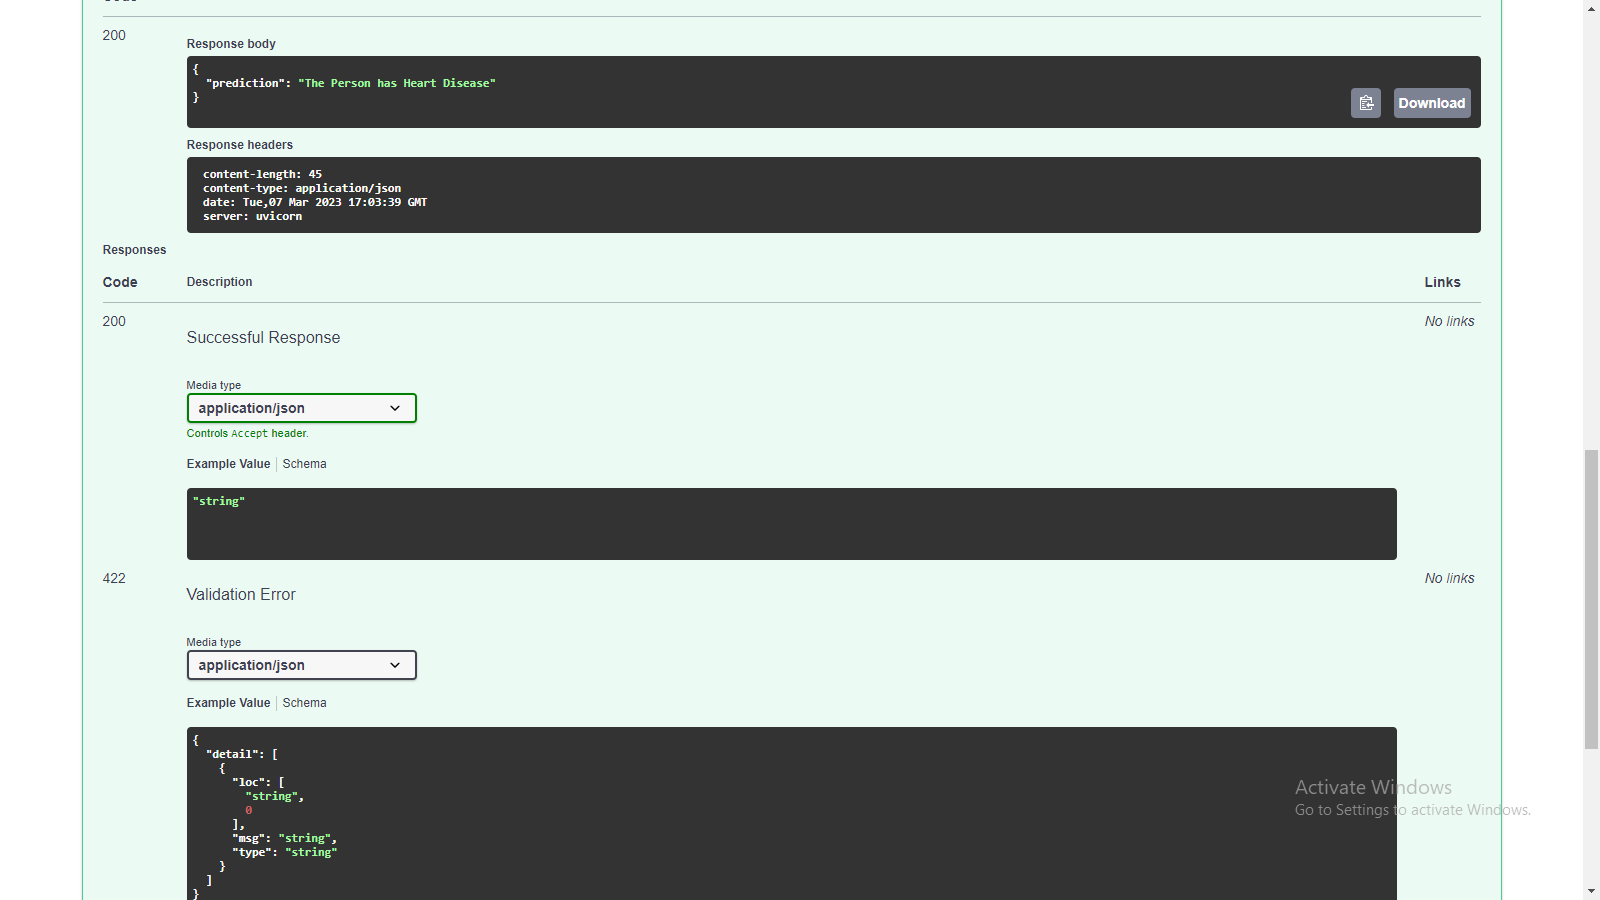 200
Response body
{
"prediction": "The Person has Heart Disease"
}
Download
Response headers
content-length: 45
content-type: application/json
date: Tue,07 Mar 2023 17:03:39 GMT
server: uvicorn
Responses
Code Description Links
200 No links
Successful Response
Media type
application/json
Controls Accept header.
Example Value Schema
"string"
422 No links
Validation Error
Media type
application/json
Example Value Schema
{
"detail": [
{
"loc": [
"string",
0
],
"msg": "string",
"type": "string"
}
]
}
Activate Windows
Go to Settings to activate Windows.